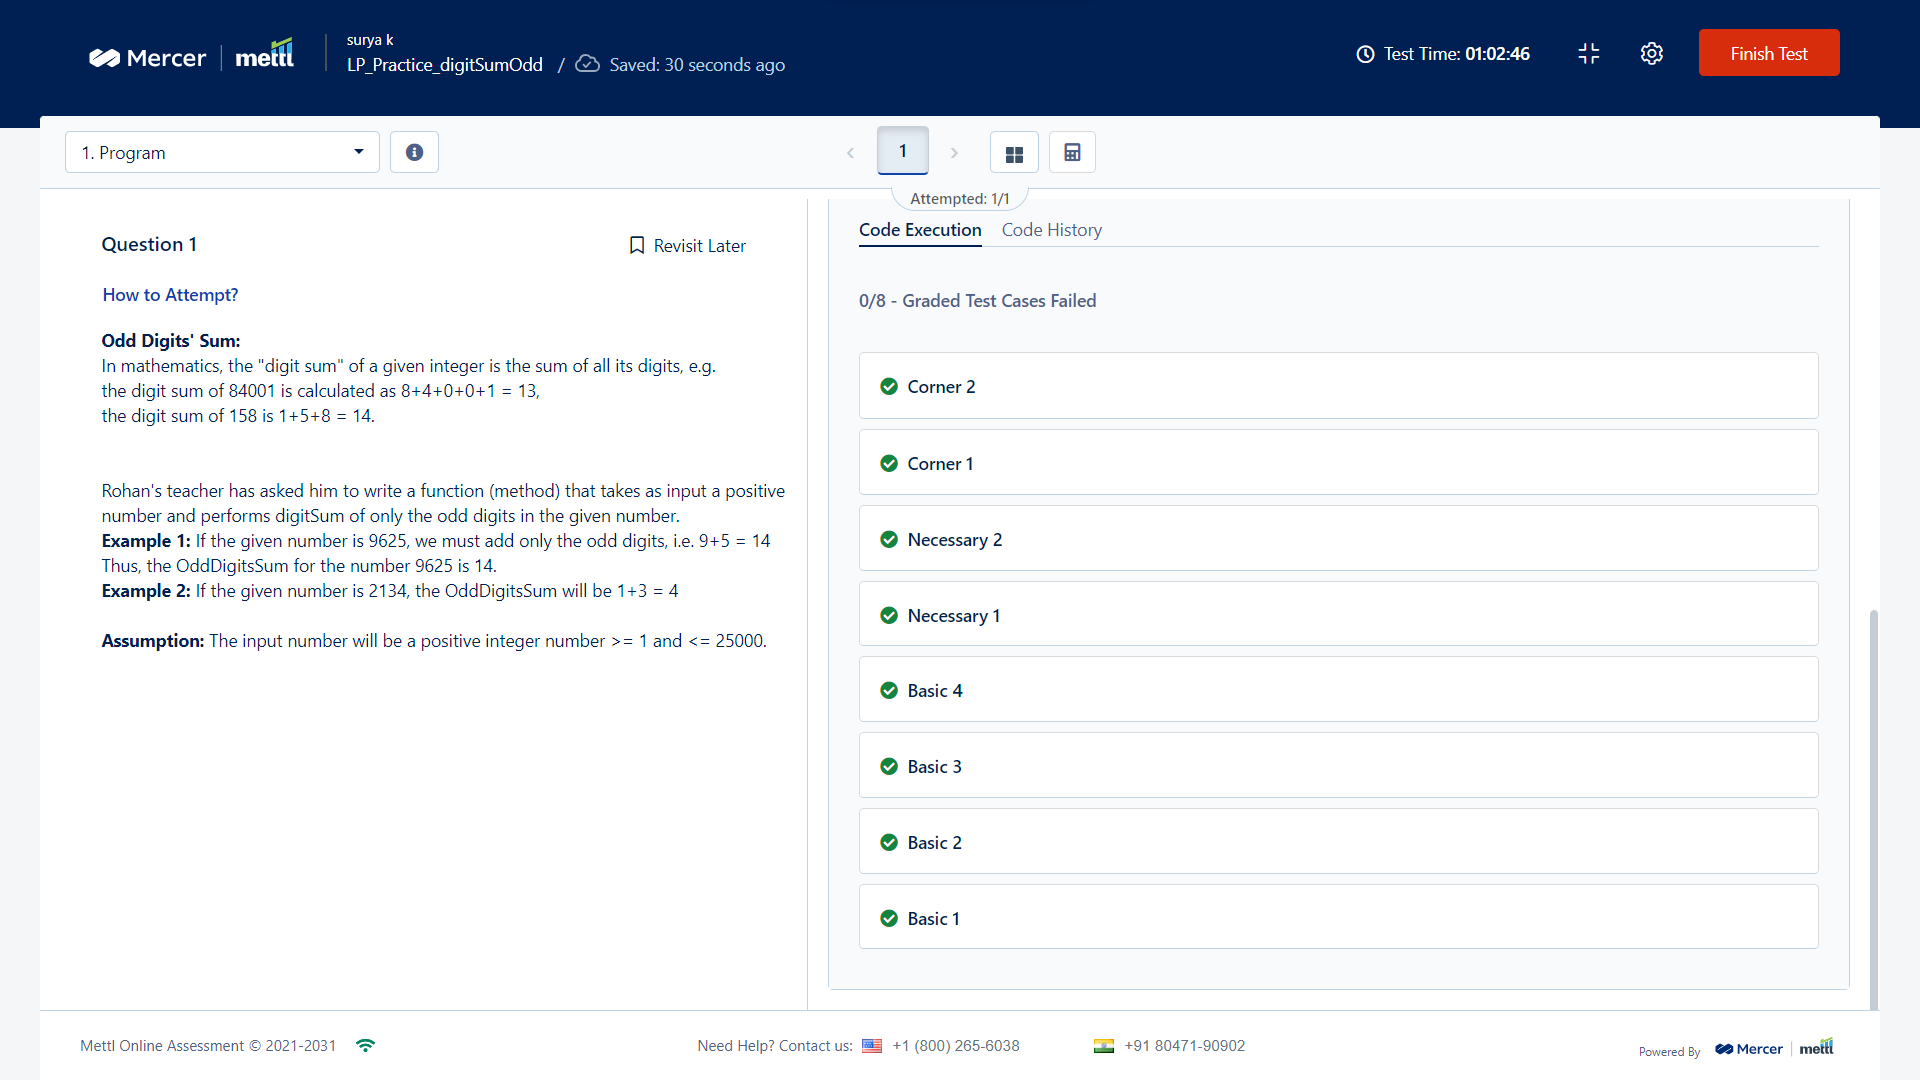 Mercer mettl
surya k
LP_Practice_digitSumOdd / Saved: 30 seconds ago
Test Time: 01:02:46
Finish Test
1. Program
1
Attempted: 1/1
Question 1
Revisit Later
How to Attempt?
Odd Digits' Sum:
In mathematics, the "digit sum" of a given integer is the sum of all its digits, e.g.
the digit sum of 84001 is calculated as 8+4+0+0+1 = 13,
the digit sum of 158 is 1+5+8 = 14.
Rohan's teacher has asked him to write a function (method) that takes as input a positive
number and performs digitSum of only the odd digits in the given number.
Example 1: If the given number is 9625, we must add only the odd digits, i.e. 9+5 = 14
Thus, the OddDigitsSum for the number 9625 is 14.
Example 2: If the given number is 2134, the OddDigitsSum will be 1+3 = 4
Assumption: The input number will be a positive integer number >= 1 and <= 25000.
Code Execution Code History
0/8 - Graded Test Cases Failed
Corner 2
Corner 1
Necessary 2
Necessary 1
Basic 4
Basic 3
Basic 2
Basic 1
Mettl Online Assessment © 2021-2031
Need Help? Contact us: +1 (800) 265-6038 +91 80471-90902
Powered By Mercer mettl